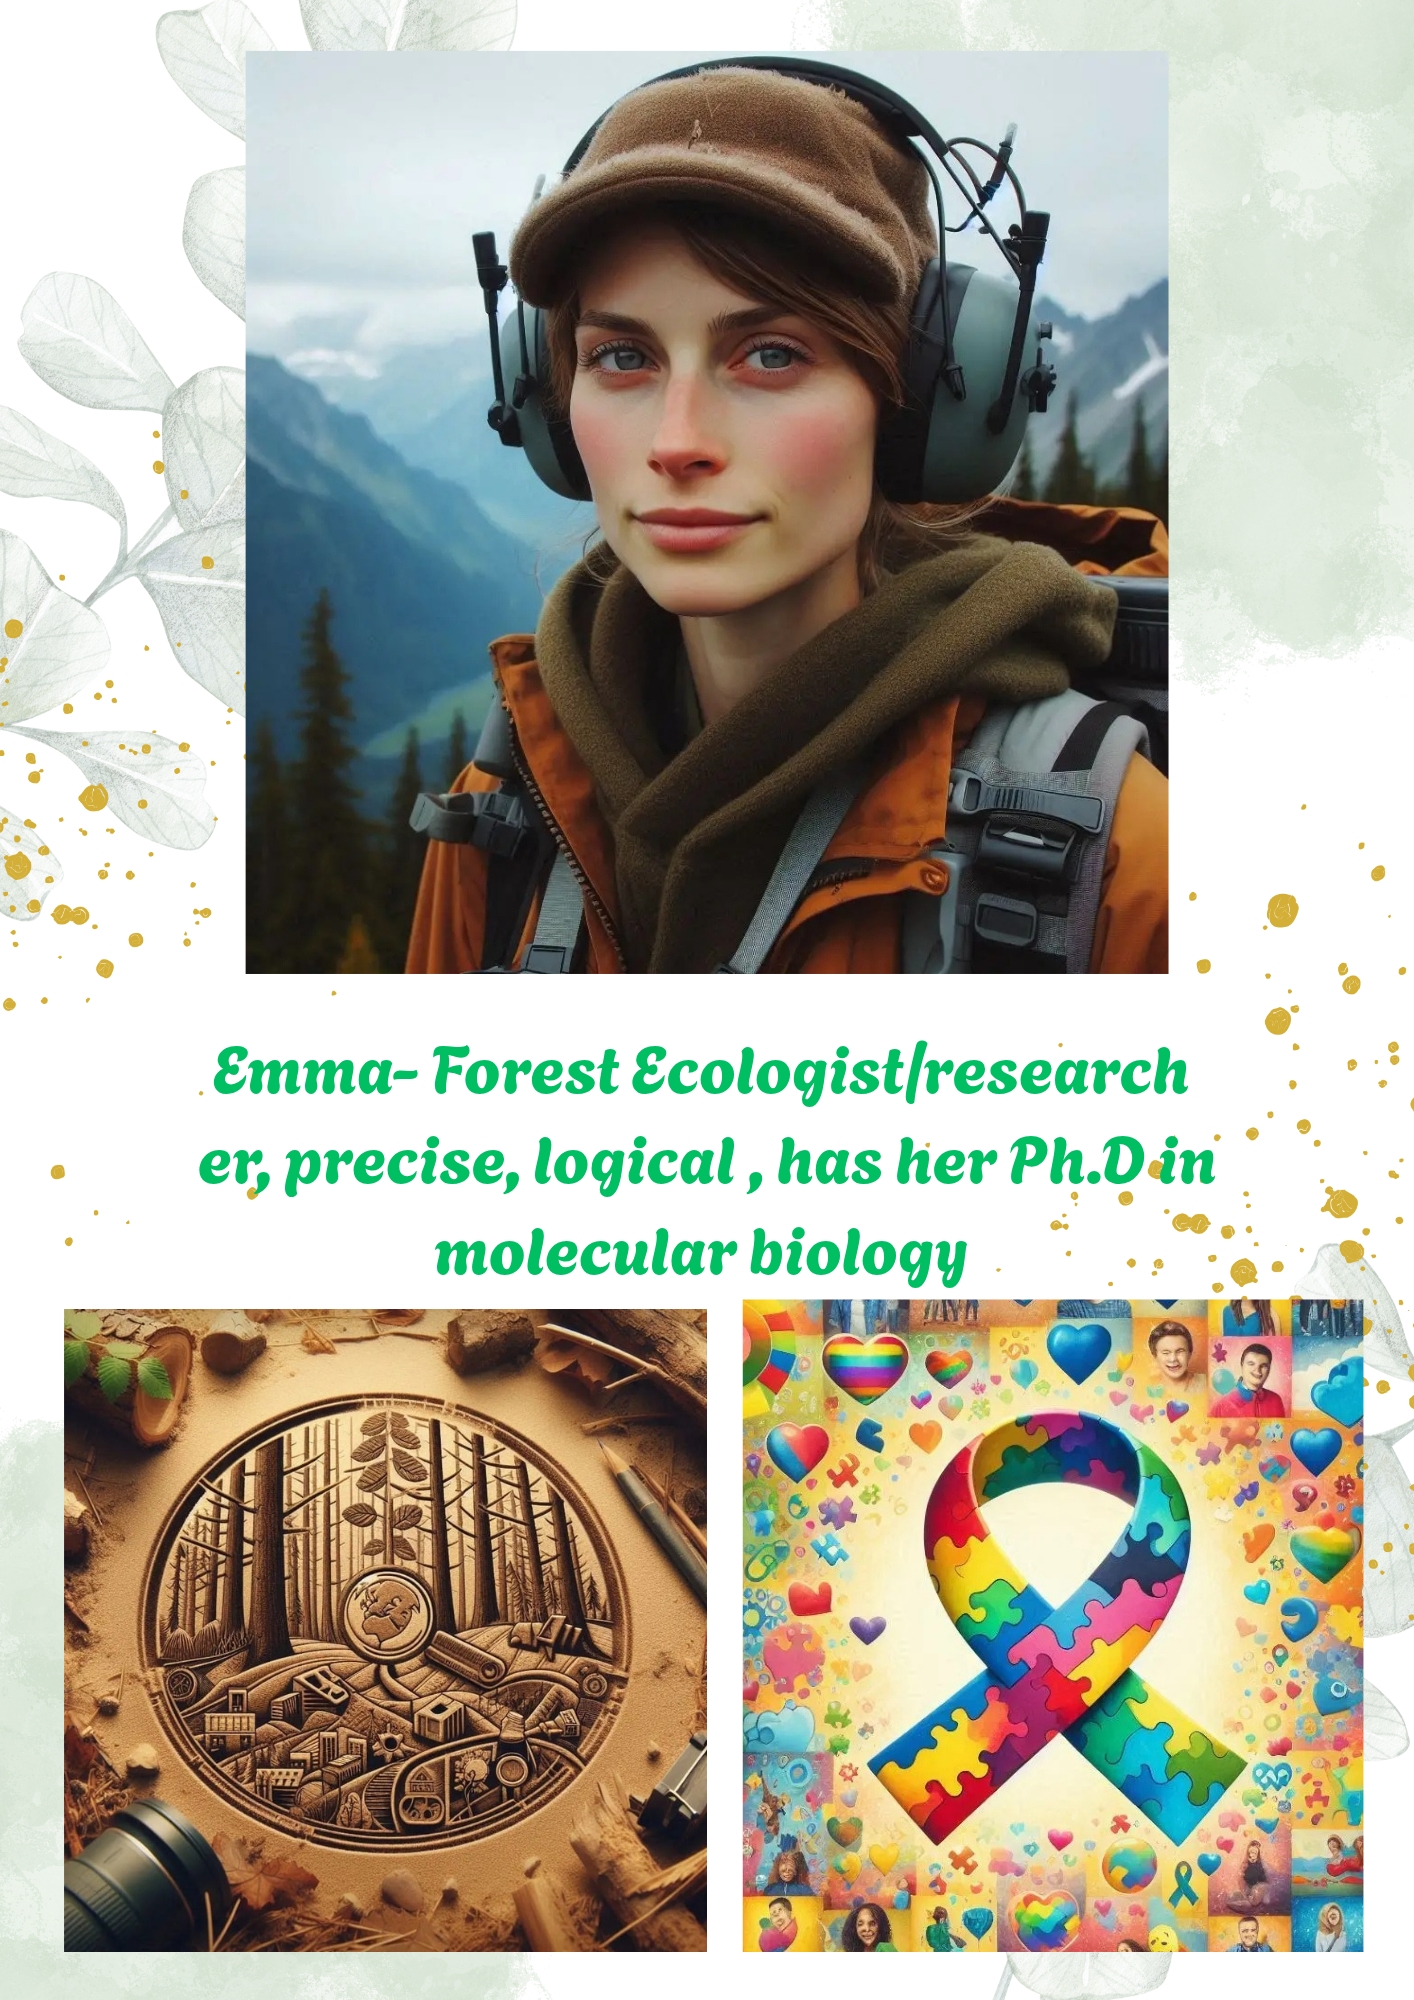 Emma- Forest Ecologist/research
er, precise, logical , has her Ph.D in
molecular biology